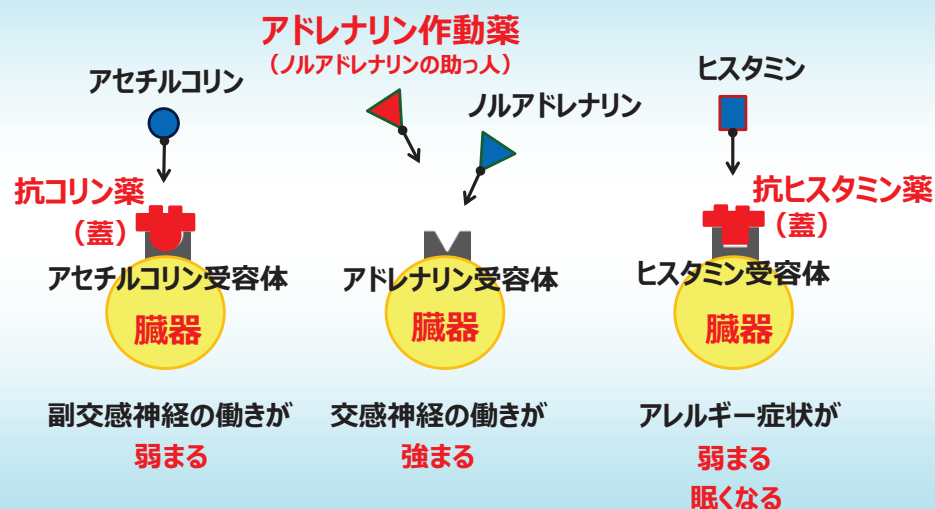 アドレナリン作動薬
（ノルアドレナリンの助っ人）
アセチルコリン
ノルアドレナリン
ヒスタミン
抗コリン薬
（蓋）
抗ヒスタミン薬
（蓋）
アセチルコリン受容体
アドレナリン受容体
ヒスタミン受容体
臓器
臓器
臓器
副交感神経の働きが
弱まる
交感神経の働きが
強まる
アレルギー症状が
弱まる
眠くなる